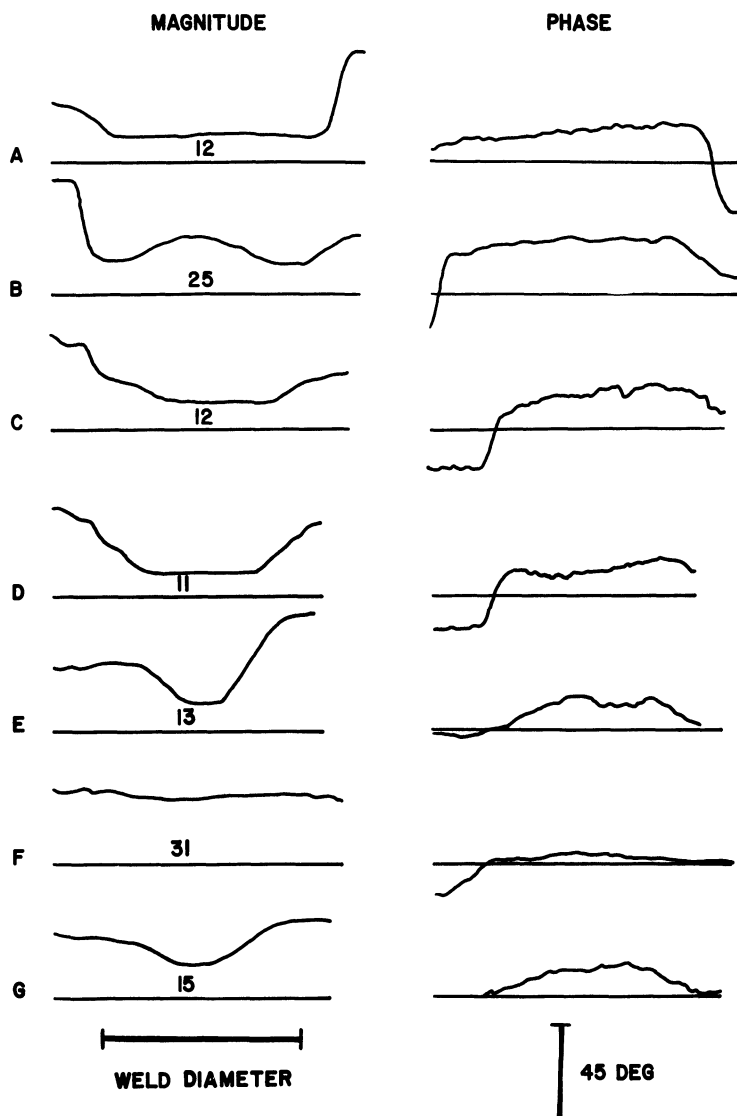 MAGNITUDE PHASE
A 12
B 25
C 12
D 11
E 13
F 31
G 15
WELD DIAMETER 45 DEG